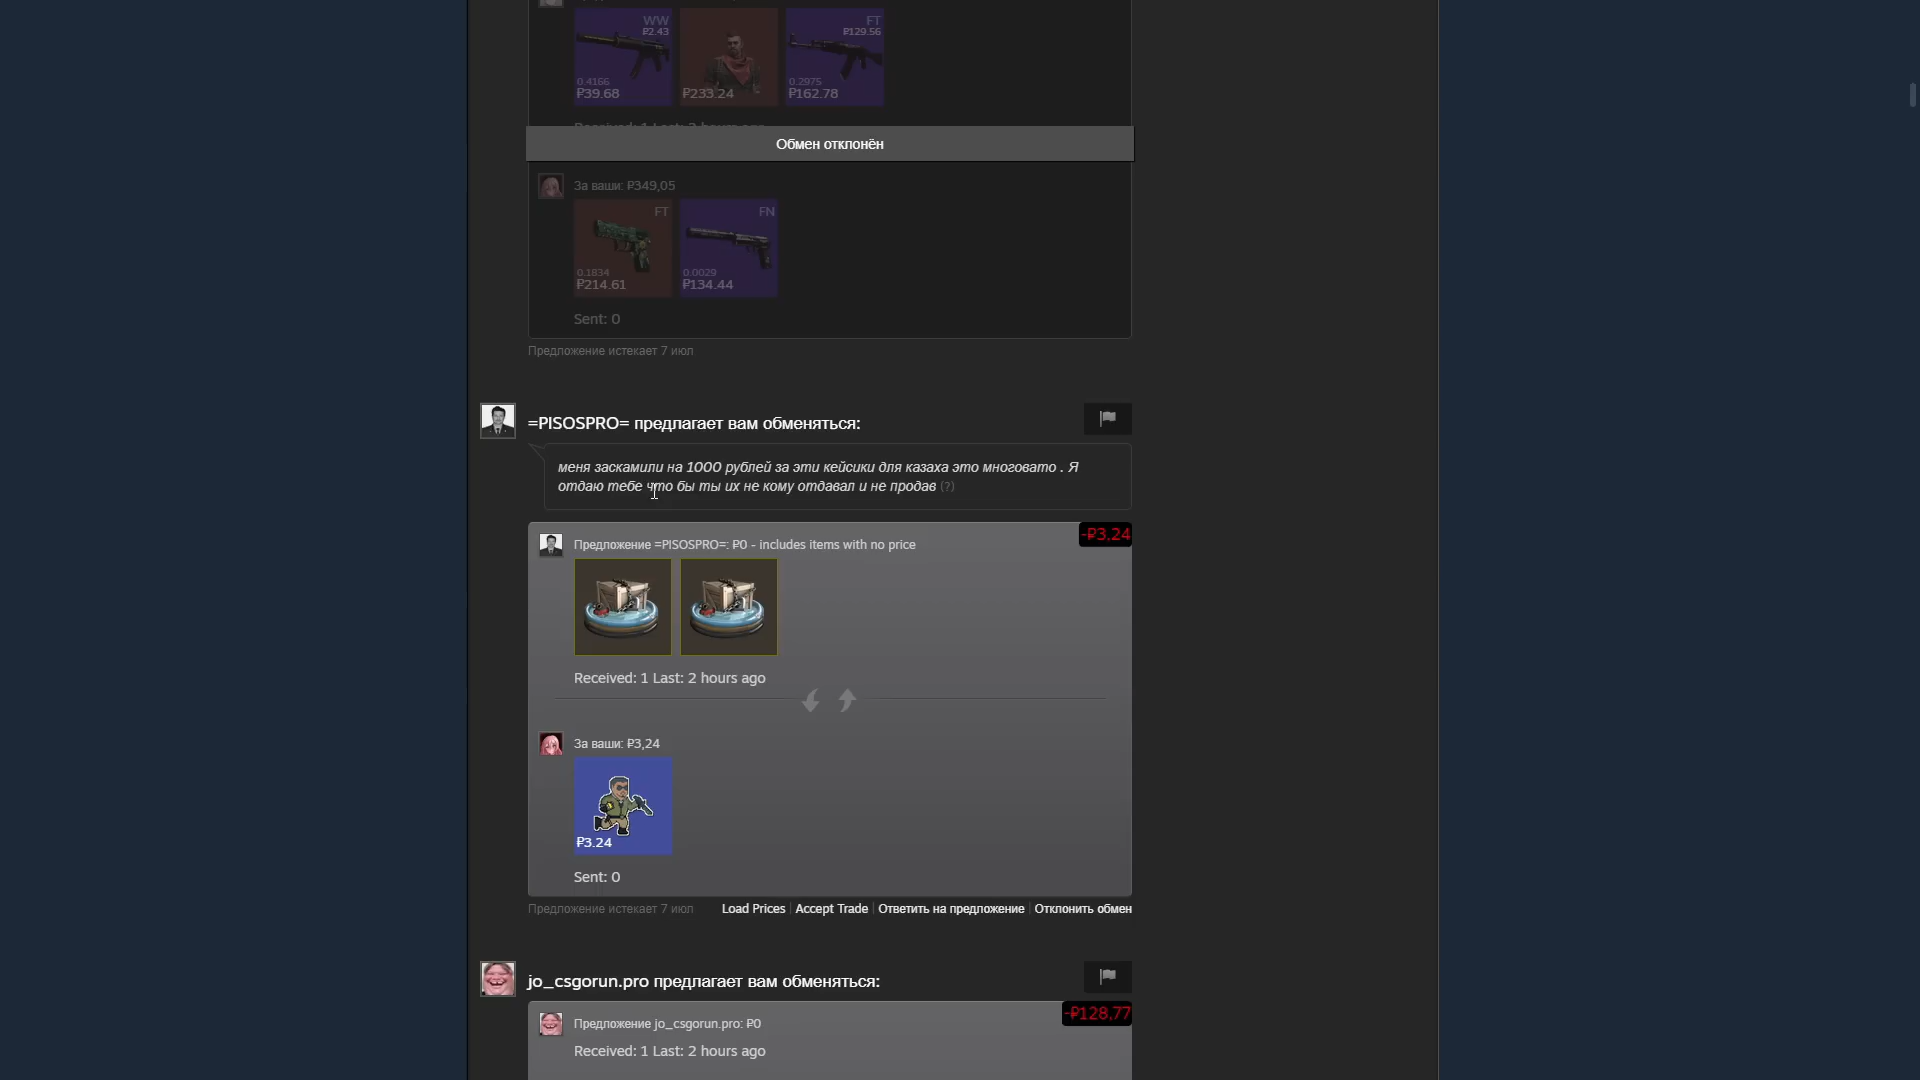 WW
₽2.43
FT
₽129.56
0.4166
₽39.68
₽233.24
0.2975
₽162.78
Обмен отклонён
За ваши: ₽349,05
FT
FN
0.1834
₽214.61
0.0029
₽134.44
Sent: 0
Предложение истекает 7 июл
=PISOSPRO= предлагает вам обменяться:
меня заскамили на 1000 рублей за эти кейсики для казаха это многовато . Я
отдаю тебе что бы ты их не кому отдавал и не продав (?)
-₽3,24
Предложение =PISOSPRO=: ₽0 - includes items with no price
Received: 1 Last: 2 hours ago
За ваши: ₽3,24
₽3.24
Sent: 0
Предложение истекает 7 июл
Load Prices | Accept Trade | Ответить на предложение | Отклонить обмен
jo_csgorun.pro предлагает вам обменяться:
-₽128,77
Предложение jo_csgorun.pro: ₽0
Received: 1 Last: 2 hours ago